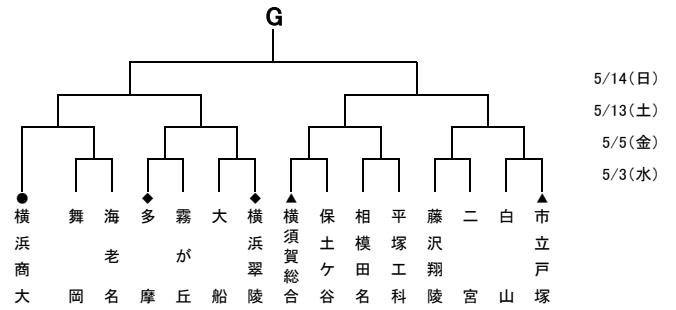 G
5/14(日)
5/13(土)
5/5(金)
5/3(水)
● ◆ ◆ ▲ ▲
横浜商大
舞岡
海老名
多摩
霧が丘
大船
横浜翠陵
横須賀総合
保土ケ谷
相模田名
平塚工科
藤沢翔陵
二宮
白山
市立戸塚